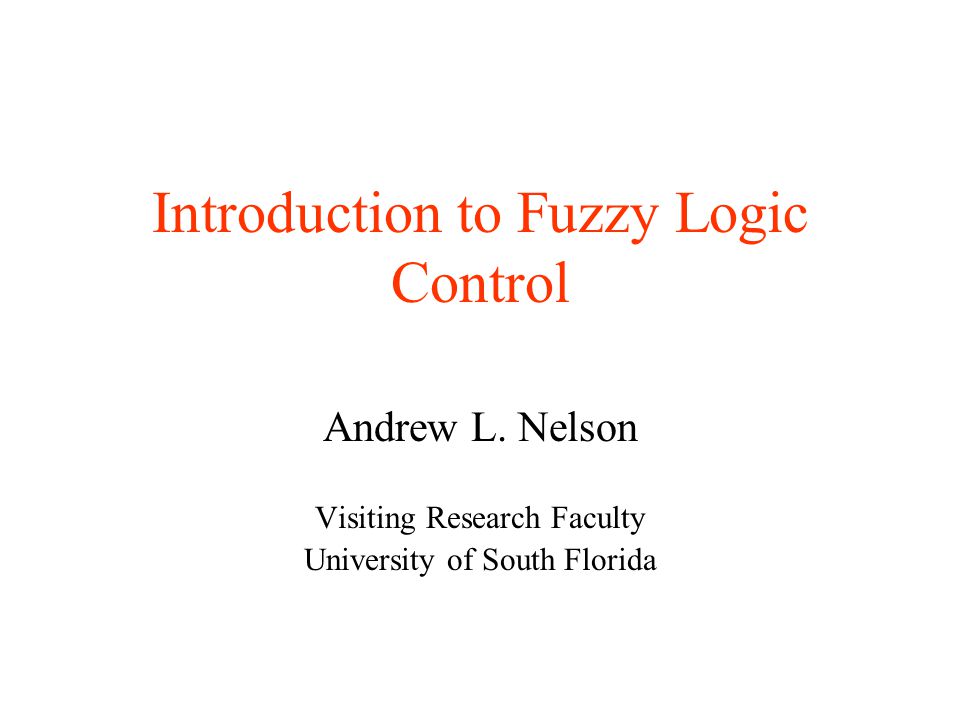 Introduction to Fuzzy Logic
Control
Andrew L. Nelson
Visiting Research Faculty
University of South Florida